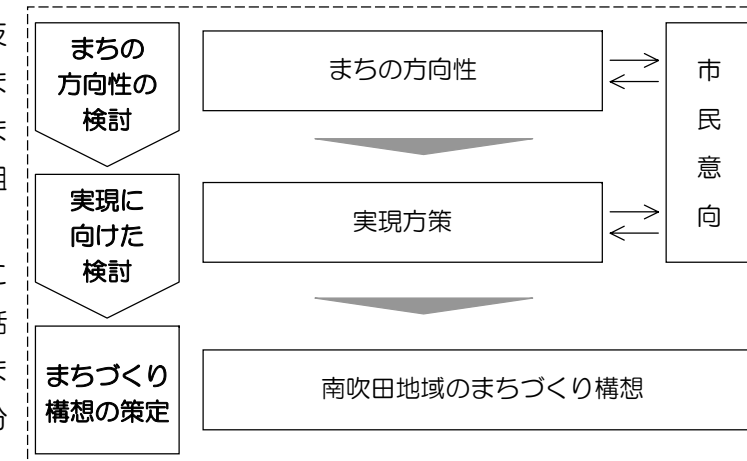 まちの
方向性の
検討
まちの方向性
市
民
意
向
実現に
向けた
検討
実現方策
まちづくり
構想の策定
南吹田地域のまちづくり構想